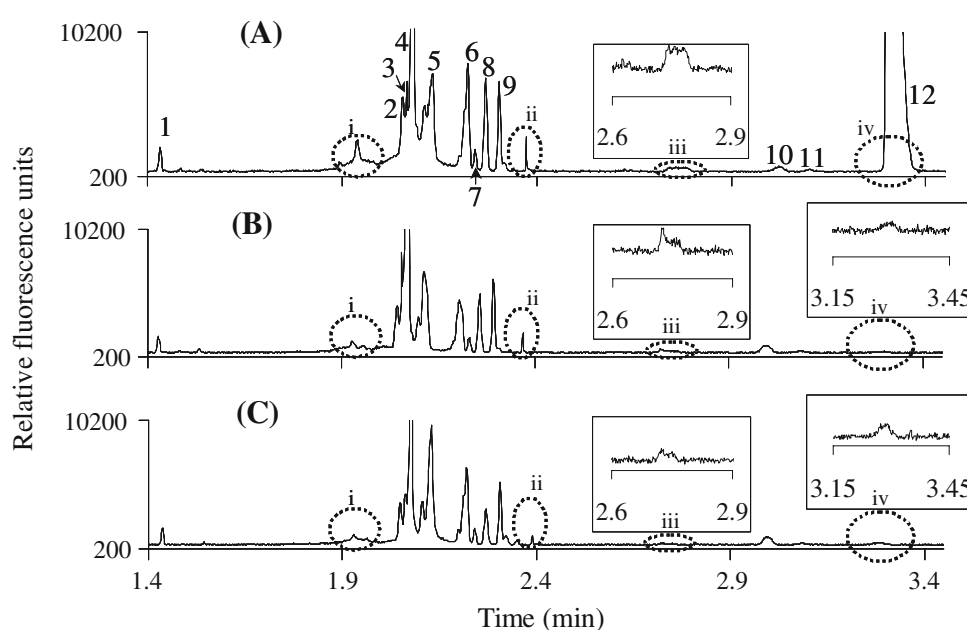 (A)
10200
4
3
2
5
6
8
9
1
i
ii
7
2.6 2.9
iii
10 11
iv
12
200
Relative fluorescence units
(B)
10200
i
ii
2.6 2.9
iii
3.15 3.45
iv
200
(C)
10200
i
ii
2.6 2.9
iii
3.15 3.45
iv
200
1.4 1.9 2.4 2.9 3.4
Time (min)